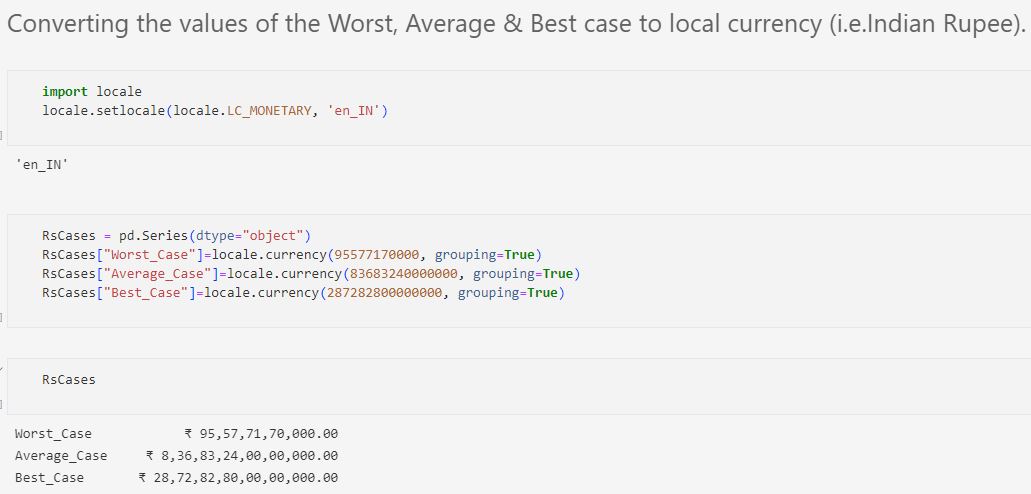 Converting the values of the Worst, Average & Best case to local currency (i.e.Indian Rupee).
import locale
locale.setlocale(locale.LC_MONETARY, 'en_IN')
'en_IN'
RsCases = pd.Series(dtype="object")
RsCases["Worst_Case"]=locale.currency(95577170000, grouping=True)
RsCases["Average_Case"]=locale.currency(83683240000000, grouping=True)
RsCases["Best_Case"]=locale.currency(287282800000000, grouping=True)
RsCases
Worst_Case ₹ 95,57,71,70,000.00
Average_Case ₹ 8,36,83,24,00,00,000.00
Best_Case ₹ 28,72,82,80,00,00,000.00